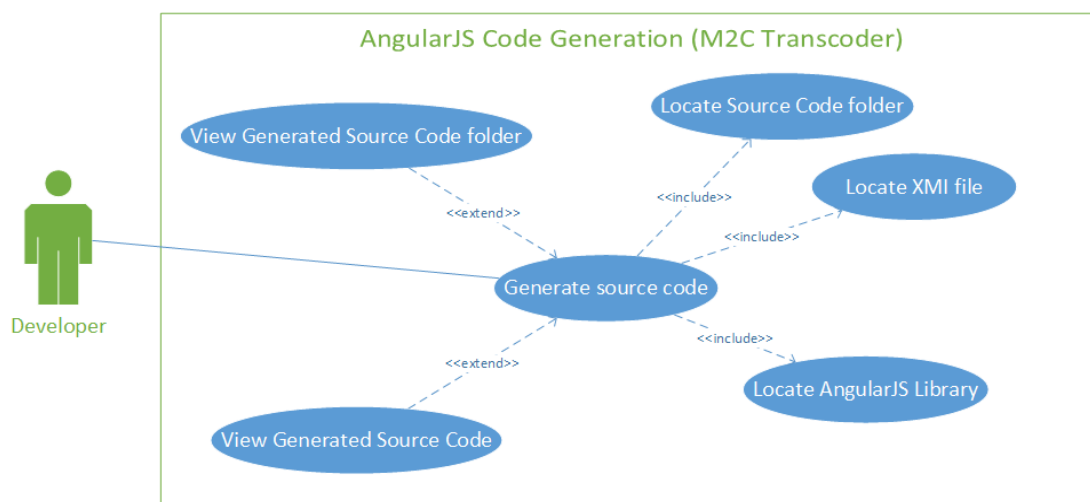 AngularJS Code Generation (M2C Transcoder)
Locate Source Code folder
View Generated Source Code folder
Locate XMI file
<<include>>
<<extend>>
<<include>>
Generate source code
Developer
<<include>>
<<extend>>
Locate AngularJS Library
View Generated Source Code